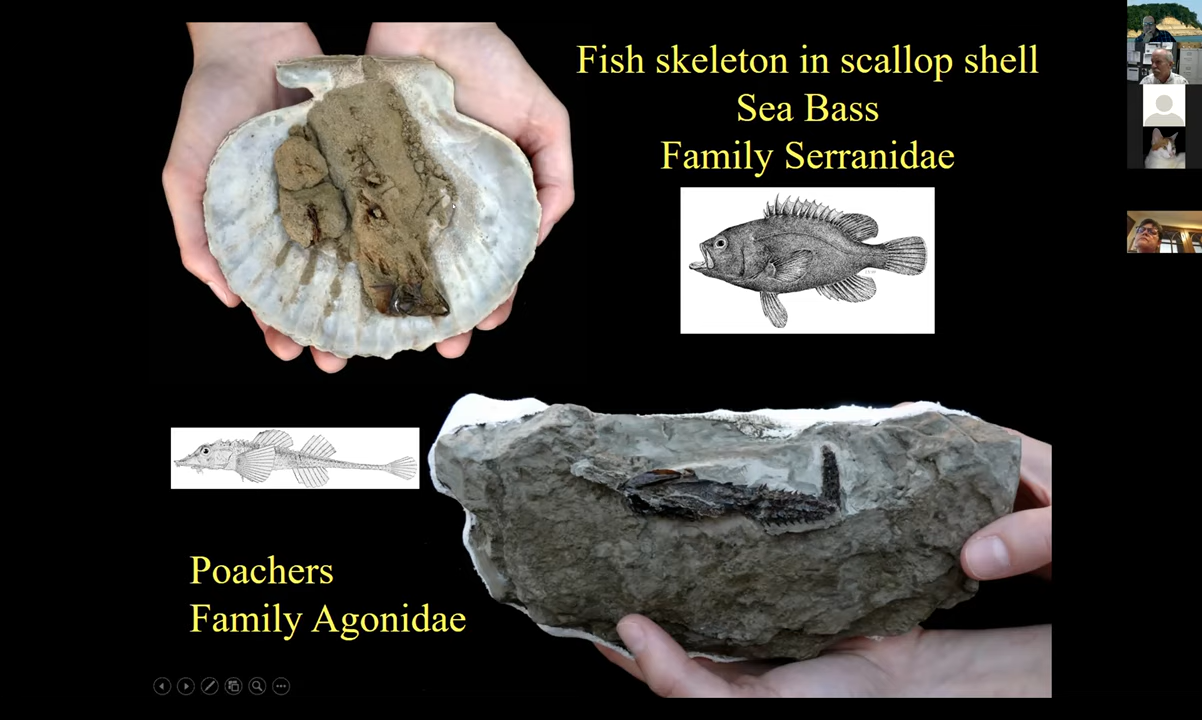 Fish skeleton in scallop shell
Sea Bass
Family Serranidae
Poachers
Family Agonidae